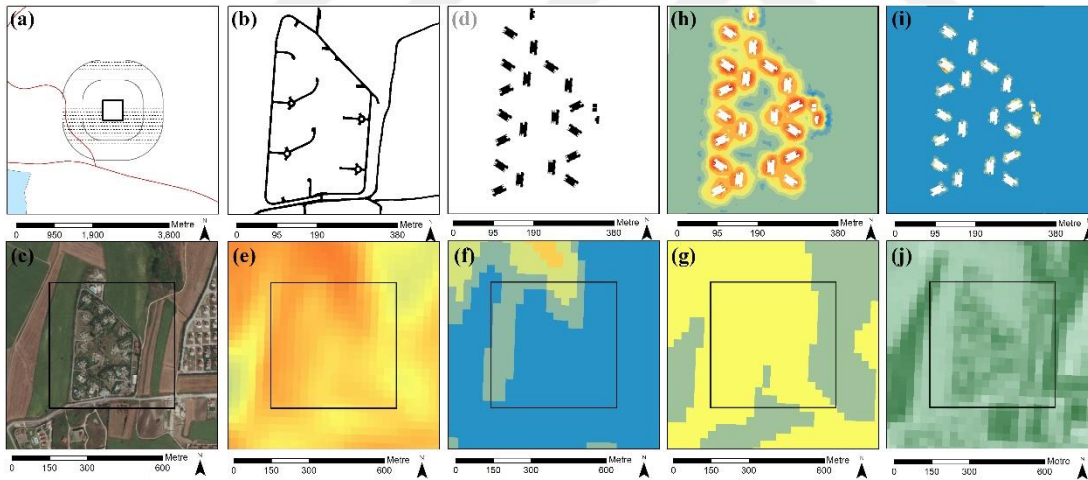 (a)
(b)
(d)
(h)
(i)
Metre N
0 950 1,900 3,800
Metre N
0 95 190 380
Metre N
0 95 190 380
Metre N
0 95 190 380
Metre N
0 95 190 380
(c)
(e)
(f)
(g)
(j)
Metre N
0 150 300 600
Metre N
0 150 300 600
Metre N
0 150 300 600
Metre N
0 150 300 600
Metre N
0 150 300 600